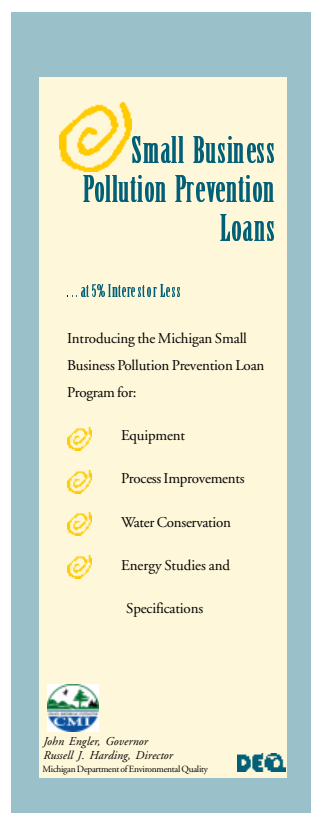 Small Business
Pollution Prevention
Loans
...at 5% Interest or Less
Introducing the Michigan Small
Business Pollution Prevention Loan
Program for:
Equipment
Process Improvements
Water Conservation
Energy Studies and
Specifications
CMI
John Engler, Governor
Russell J. Harding, Director
Michigan Department of Environmental Quality
DEQ